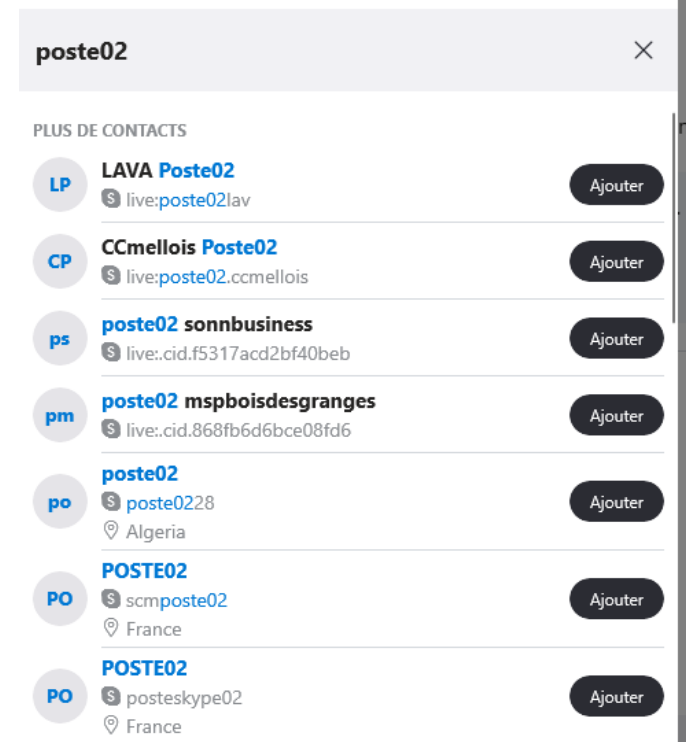 poste02
PLUS DE CONTACTS
LP
LAVA Poste02
live:poste02lav
Ajouter
CP
CCmellois Poste02
live:poste02.ccmellois
Ajouter
ps
poste02 sonnbusiness
live:.cid.f5317acd2bf40beb
Ajouter
pm
poste02 mspboisdesgranges
live:.cid.868fb6d6bce08fd6
Ajouter
po
poste02
poste0228
Algeria
Ajouter
PO
POSTE02
scmposte02
France
Ajouter
PO
POSTE02
posteskype02
France
Ajouter